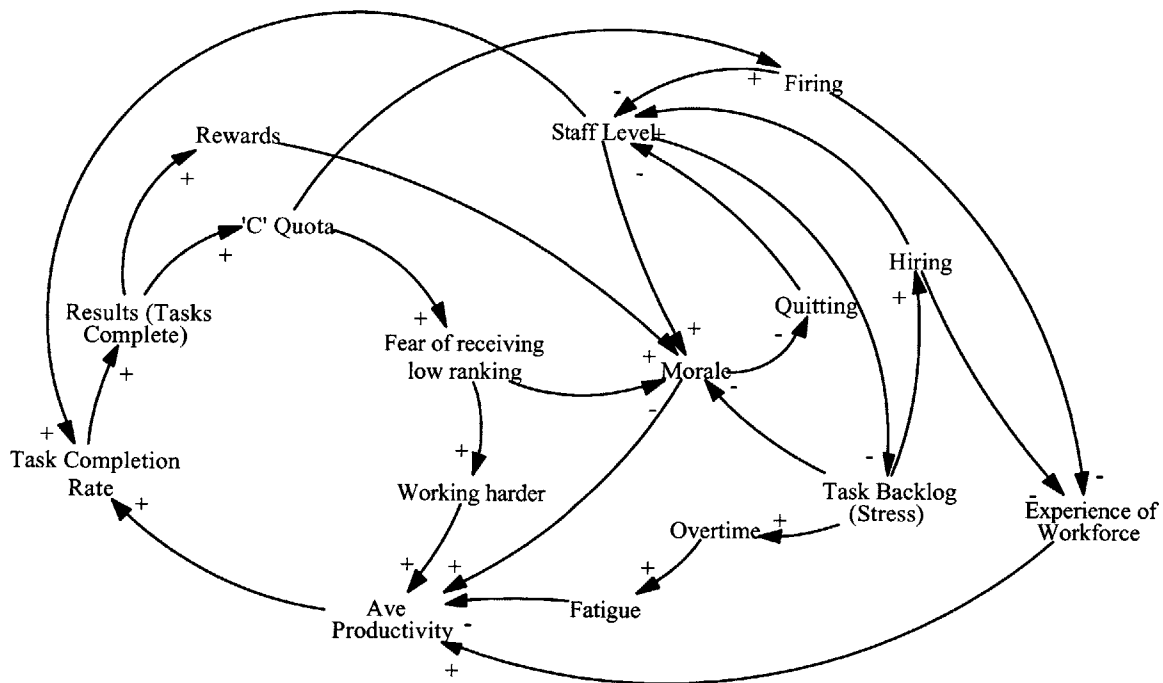 Firing
+
-
Staff Level
+
Rewards
-
+
'C' Quota
+
Hiring
+
Results (Tasks
Complete)
+
Quitting
-
+
Fear of receiving
low ranking
+
+
Morale
-
-
+
Task Completion
Rate
+
+
Working harder
-
Task Backlog
(Stress)
+
Overtime
-
-
Experience of
Workforce
+
+
+
Fatigue
Ave
Productivity
-
+